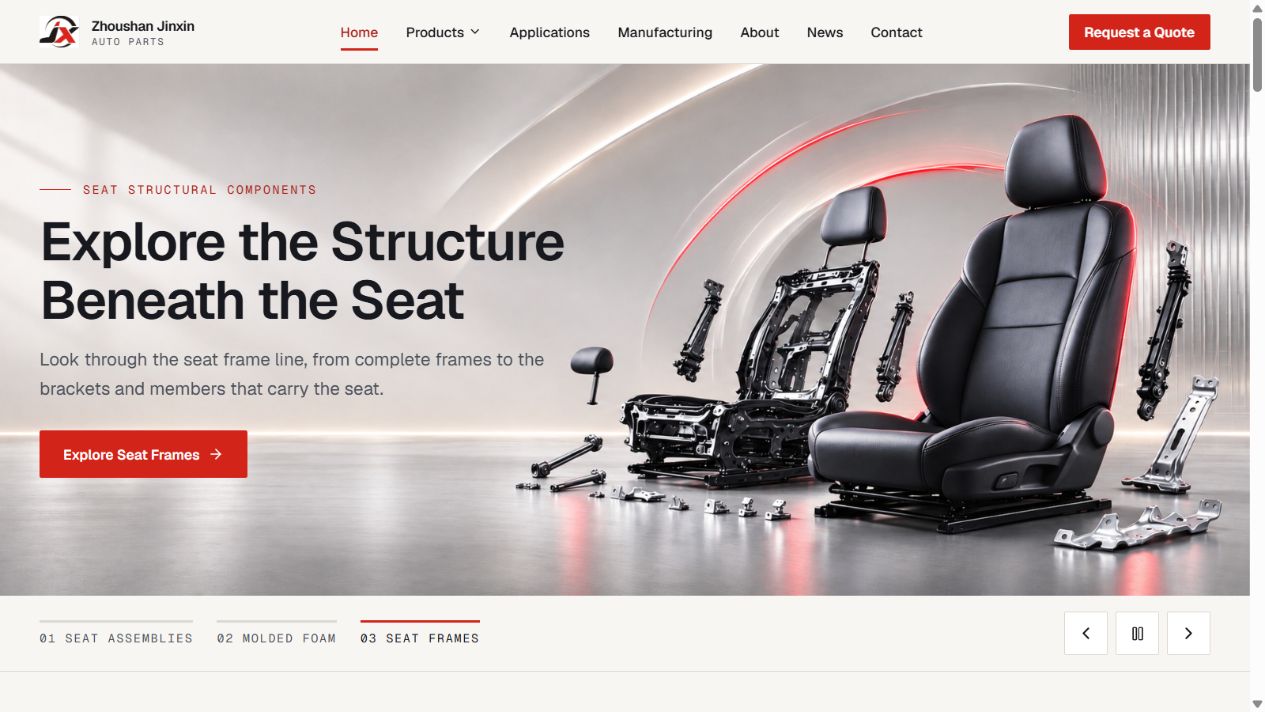 Zhoushan Jinxin
AUTO PARTS
Home
Products
Applications
Manufacturing
About
News
Contact
Request a Quote
SEAT STRUCTURAL COMPONENTS
Explore the Structure
Beneath the Seat
Look through the seat frame line, from complete frames to the
brackets and members that carry the seat.
Explore Seat Frames
01 SEAT ASSEMBLIES
02 MOLDED FOAM
03 SEAT FRAMES